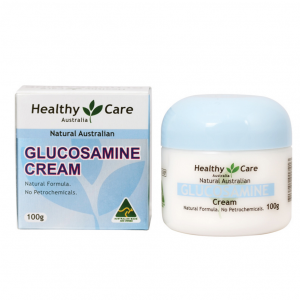 Healthy Care
Australia
Natural Australian
GLUCOSAMINE
CREAM
Natural Formula.
No Petrochemicals.
100g
Healthy Care
Australia
Natural Australian
GLUCOSAMINE
Cream
Natural Formula, No Petrochemicals.
100g